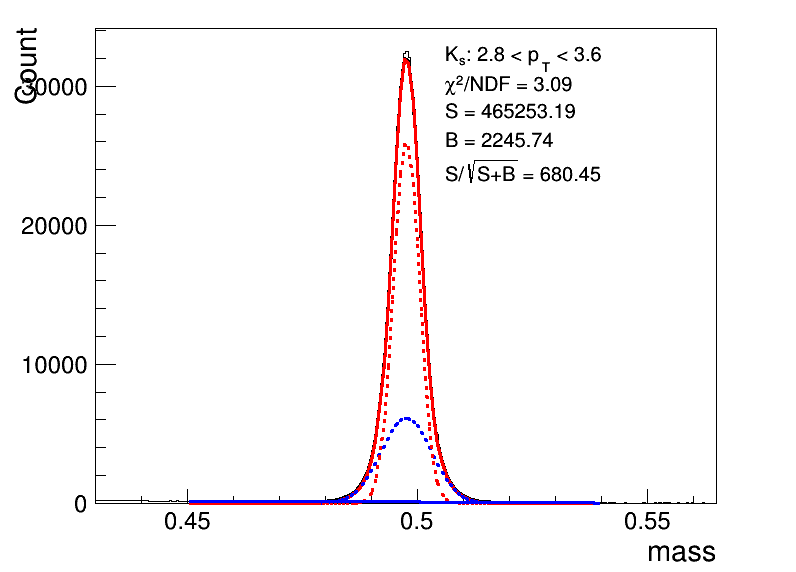 Count
30000
20000
10000
0
0.45 0.5 0.55
mass
Ks: 2.8 < pT < 3.6
χ²/NDF = 3.09
S = 465253.19
B = 2245.74
S/√S+B = 680.45